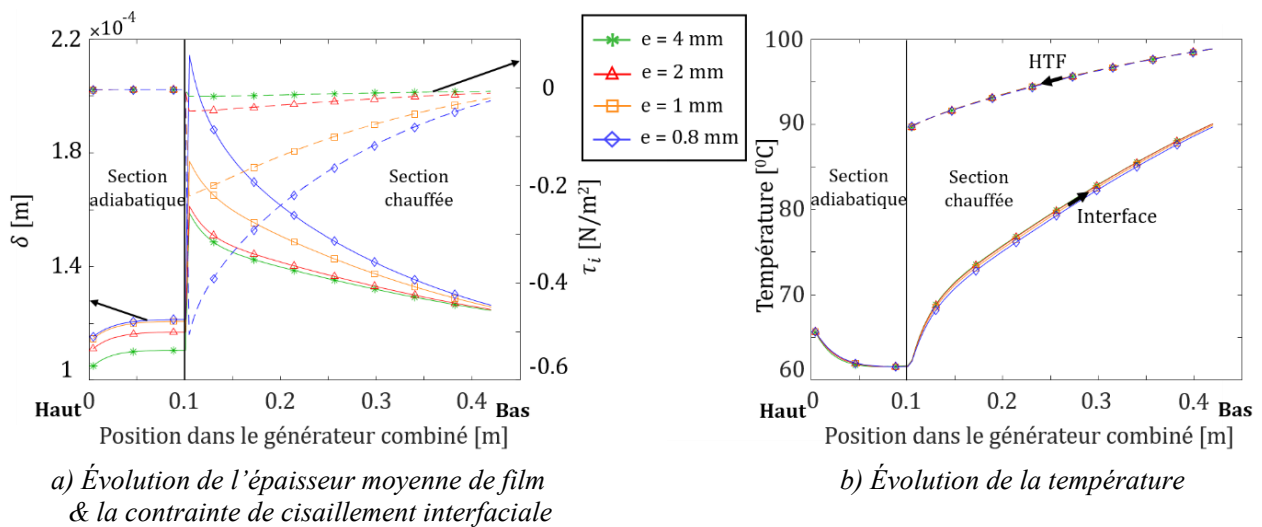 ×10⁻⁴
2.2
1.8
1.4
1
δ [m]
0
-0.2
-0.4
-0.6
τᵢ [N/m²]
Section
adiabatique
Section
chauffée
Haut
0
0.1
0.2
0.3
0.4
Bas
Position dans le générateur combiné [m]
e = 4 mm
e = 2 mm
e = 1 mm
e = 0.8 mm
a) Évolution de l’épaisseur moyenne de film
& la contrainte de cisaillement interfaciale
100
90
80
70
60
Température [⁰C]
HTF
Section
adiabatique
Section
chauffée
Interface
Haut
0
0.1
0.2
0.3
0.4
Bas
Position dans le générateur combiné [m]
b) Évolution de la température